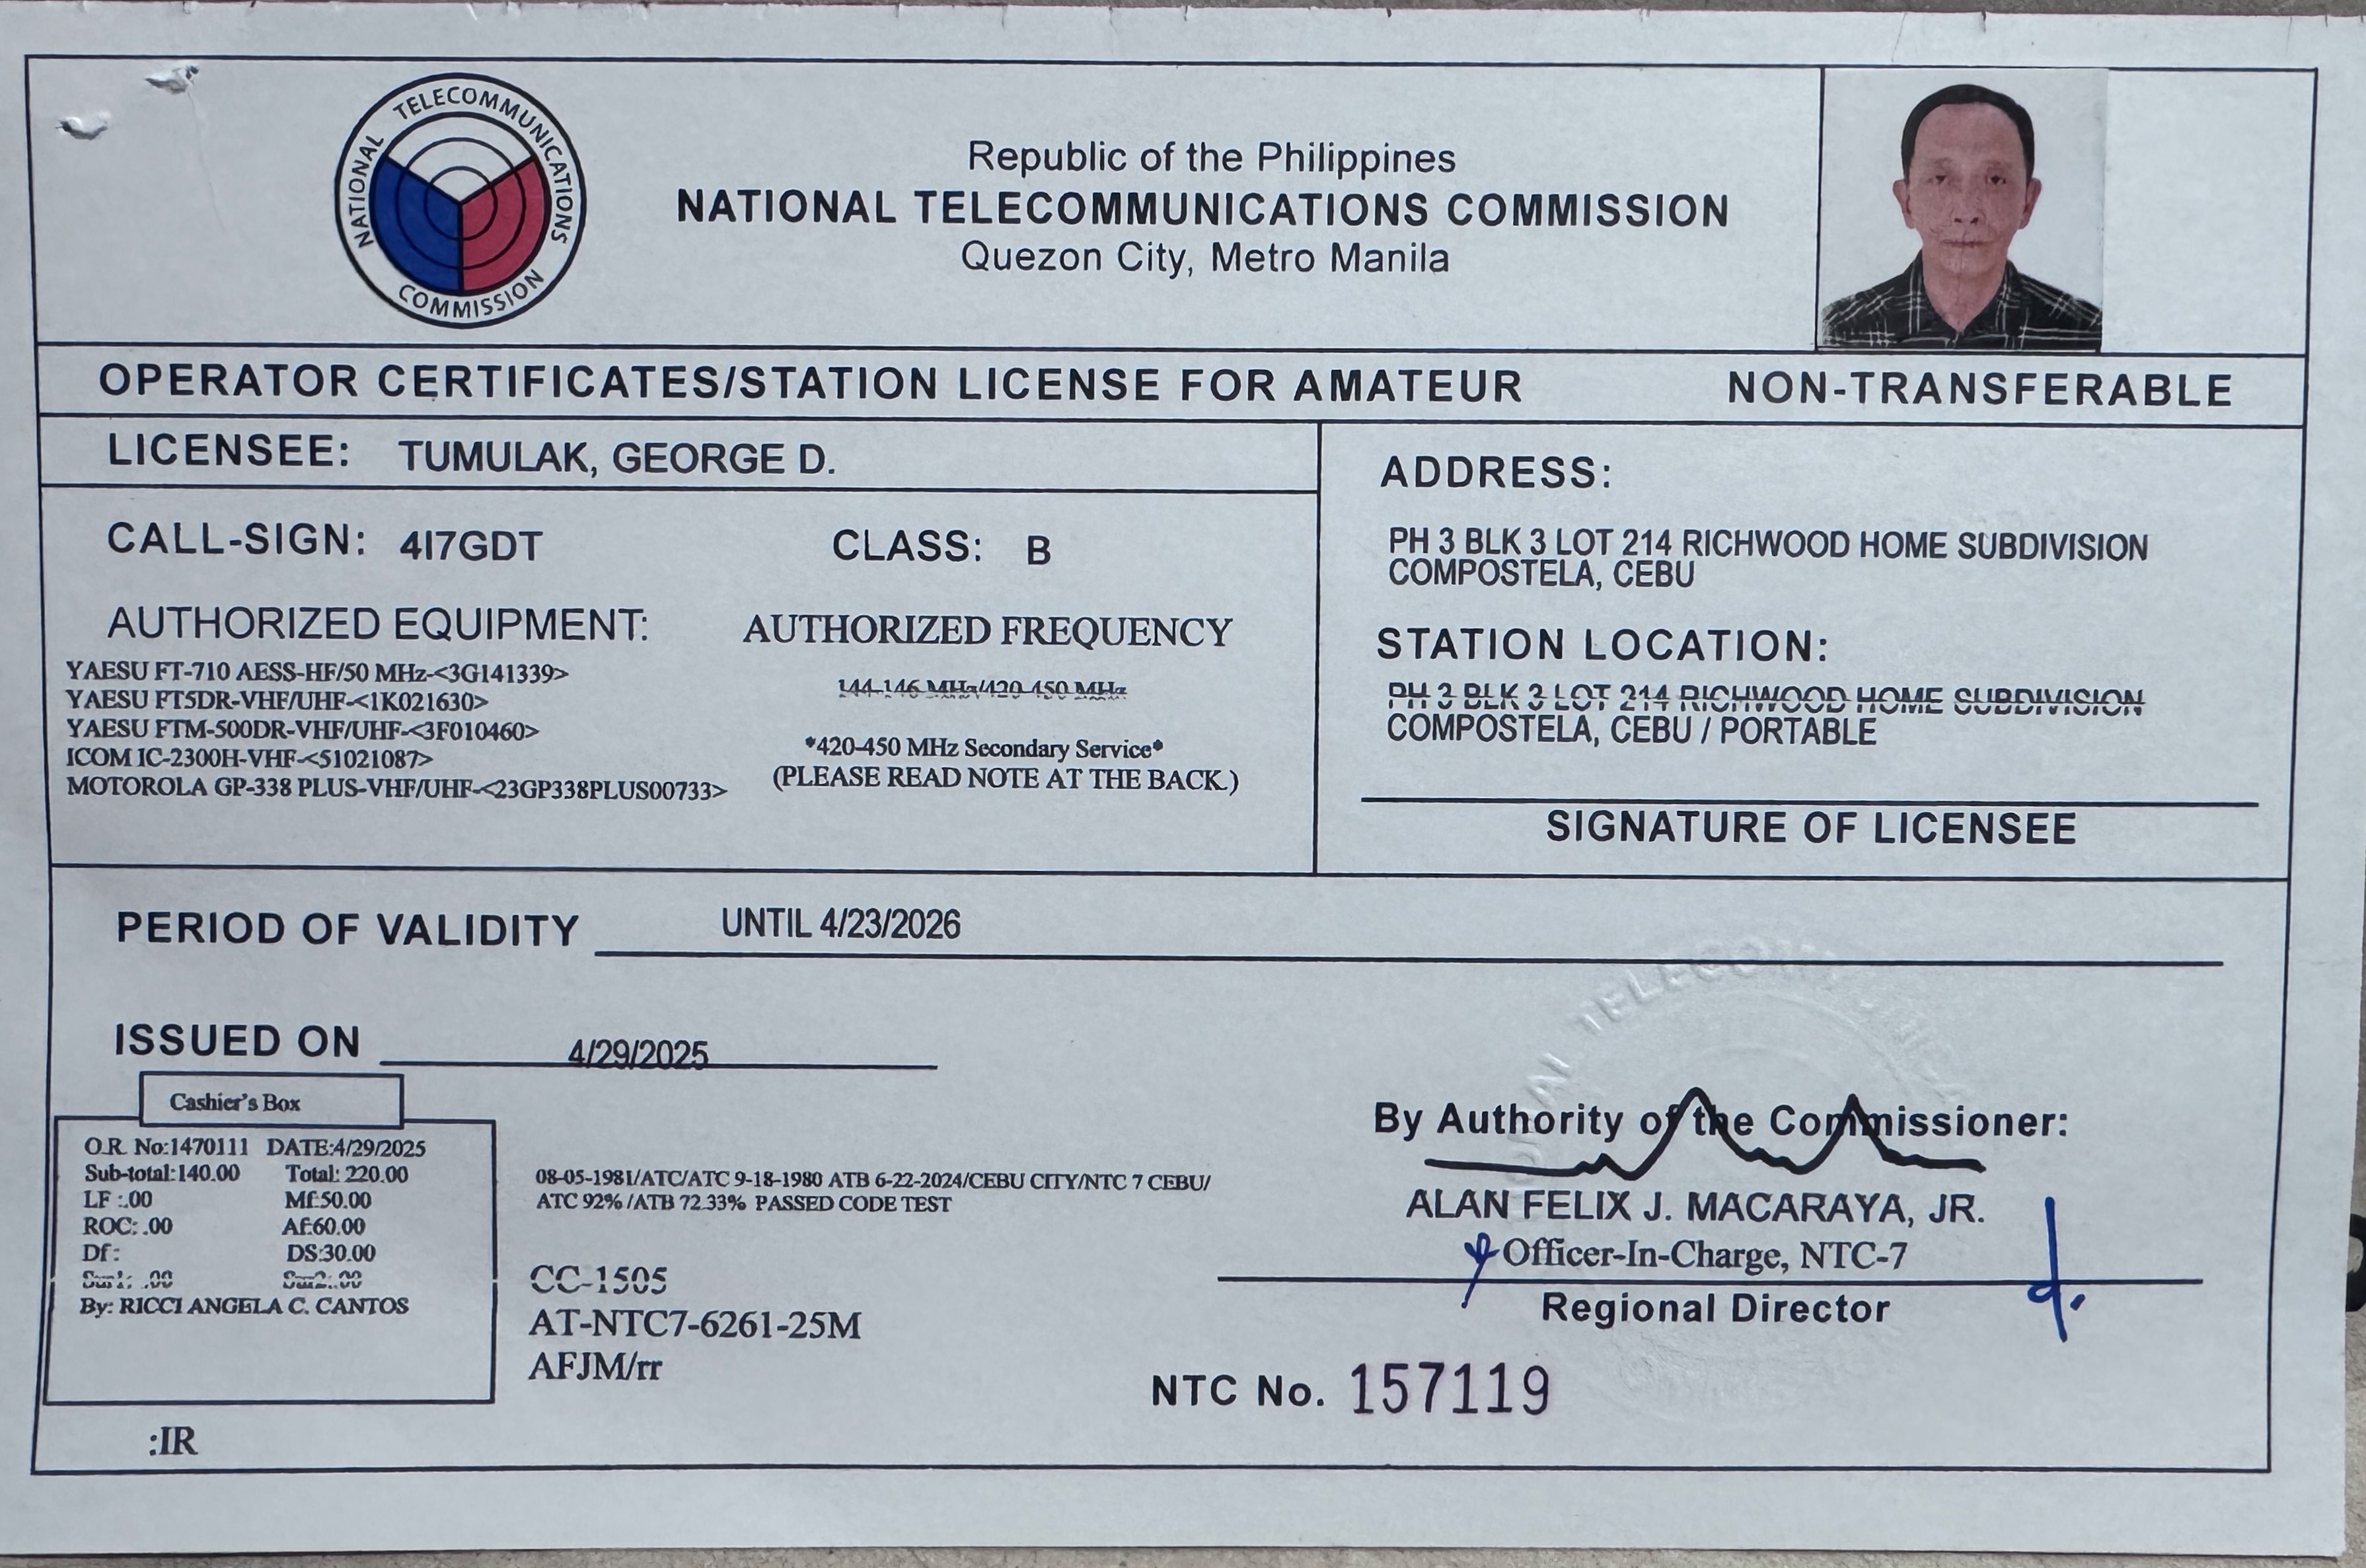 NATIONAL TELECOMMUNICATIONS COMMISSION
Republic of the Philippines
NATIONAL TELECOMMUNICATIONS COMMISSION
Quezon City, Metro Manila
OPERATOR CERTIFICATES/STATION LICENSE FOR AMATEUR NON-TRANSFERABLE
LICENSEE: TUMULAK, GEORGE D.
CALL-SIGN: 4I7GDT CLASS: B
AUTHORIZED EQUIPMENT:
YAESU FT-710 AESS-HF/50 MHz-<3G141339>
YAESU FT5DR-VHF/UHF-<1K021630>
YAESU FTM-500DR-VHF/UHF-<3F010460>
ICOM IC-2300H-VHF-<51021087>
MOTOROLA GP-338 PLUS-VHF/UHF-<23GP338PLUS00733>
AUTHORIZED FREQUENCY
144-146 MHz/420-450 MHz
*420-450 MHz Secondary Service*
(PLEASE READ NOTE AT THE BACK.)
ADDRESS:
PH 3 BLK 3 LOT 214 RICHWOOD HOME SUBDIVISION
COMPOSTELA, CEBU
STATION LOCATION:
PH 3 BLK 3 LOT 214 RICHWOOD HOME SUBDIVISION
COMPOSTELA, CEBU / PORTABLE
SIGNATURE OF LICENSEE
PERIOD OF VALIDITY UNTIL 4/23/2026
ISSUED ON 4/29/2025
Cashier's Box
O.R. No:1470111 DATE:4/29/2025
Sub-total:140.00 Total: 220.00
LF :.00 Mf:50.00
ROC: .00 Af:60.00
Df: DS:30.00
Sur1: .00 Sur2:.00
By: RICCI ANGELA C. CANTOS
:IR
08-05-1981/ATC/ATC 9-18-1980 ATB 6-22-2024/CEBU CITY/NTC 7 CEBU/
ATC 92% /ATB 72.33% PASSED CODE TEST
CC-1505
AT-NTC7-6261-25M
AFJM/rr
By Authority of the Commissioner:
ALAN FELIX J. MACARAYA, JR.
Officer-In-Charge, NTC-7
Regional Director
NTC No. 157119